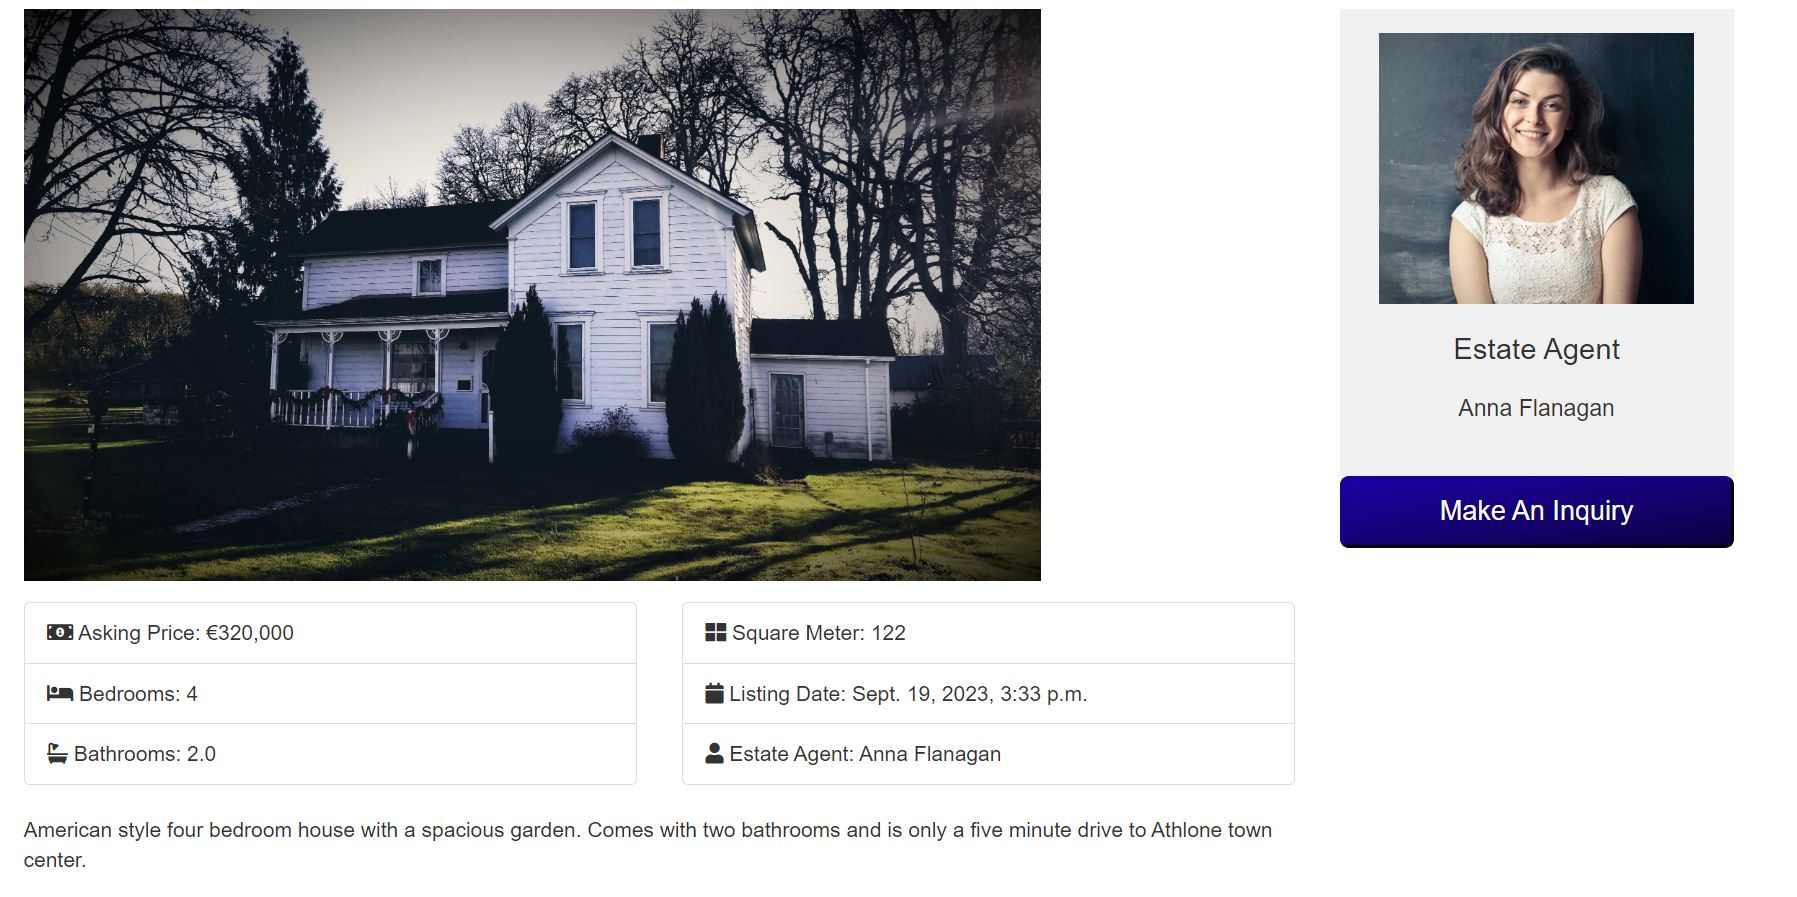 Estate Agent
Anna Flanagan
Make An Inquiry
Asking Price: €320,000
Bedrooms: 4
Bathrooms: 2.0
Square Meter: 122
Listing Date: Sept. 19, 2023, 3:33 p.m.
Estate Agent: Anna Flanagan
American style four bedroom house with a spacious garden. Comes with two bathrooms and is only a five minute drive to Athlone town
center.